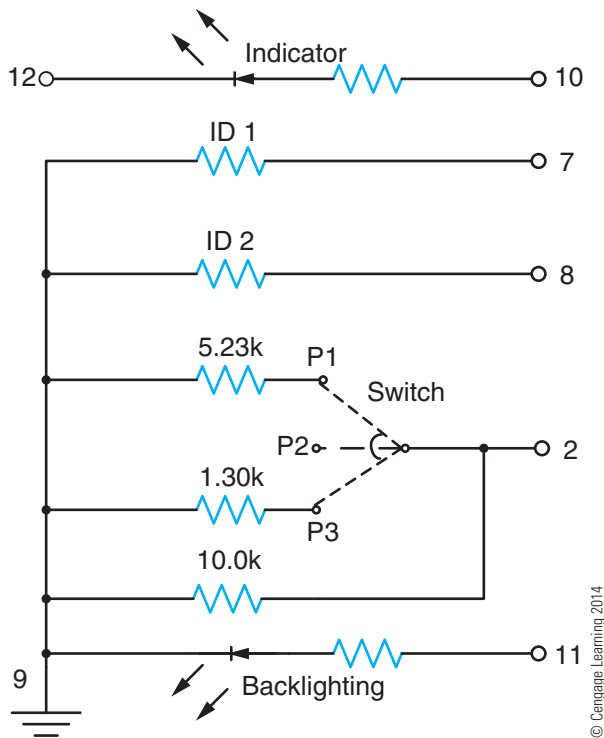 Indicator
12
10
ID 1
7
ID 2
8
5.23k
P1
Switch
P2
2
1.30k
P3
10.0k
11
9
Backlighting
© Cengage Learning 2014